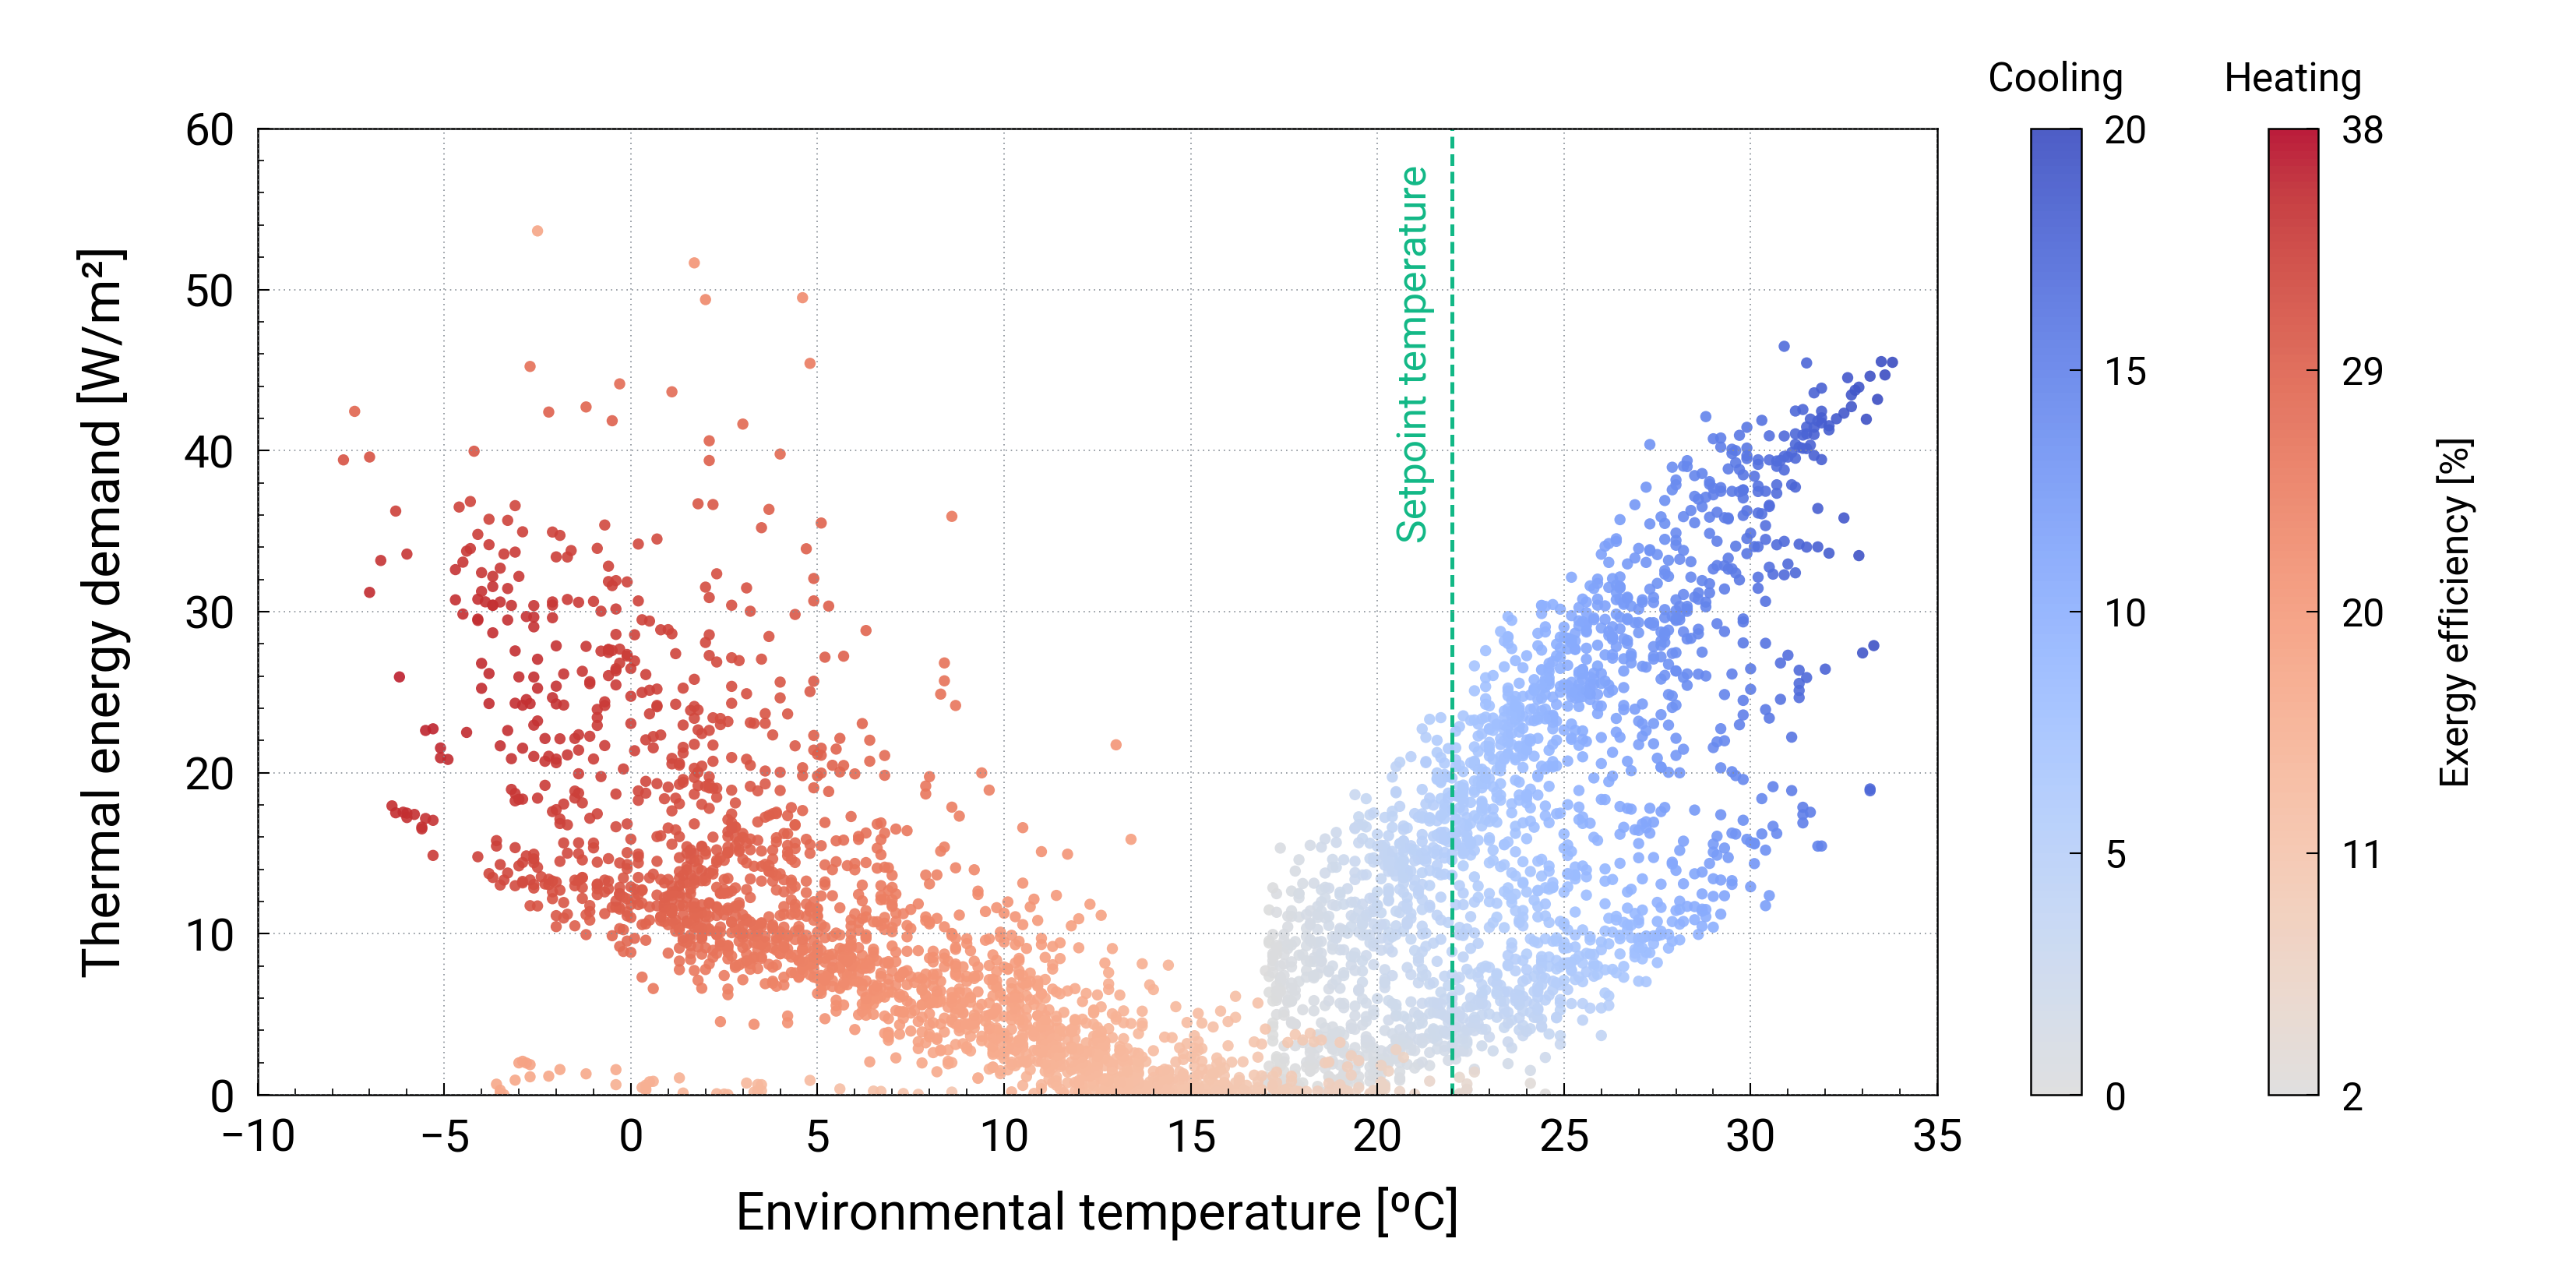 Cooling Heating
60
50
40
30
20
10
0
Thermal energy demand [W/m²]
Setpoint temperature
−10 −5 0 5 10 15 20 25 30 35
Environmental temperature [ºC]
20
15
10
5
0
38
29
20
11
2
Exergy efficiency [%]